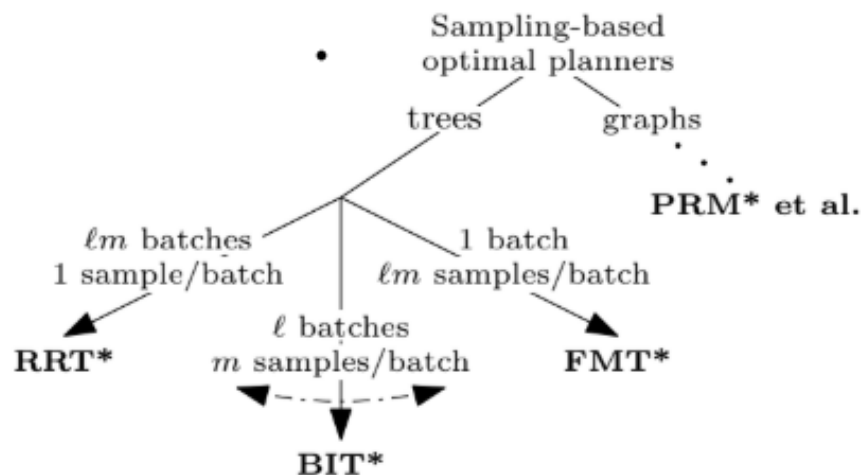 Sampling-based
optimal planners
trees
graphs
PRM* et al.
ℓm batches
1 sample/batch
1 batch
ℓm samples/batch
ℓ batches
m samples/batch
RRT*
FMT*
BIT*